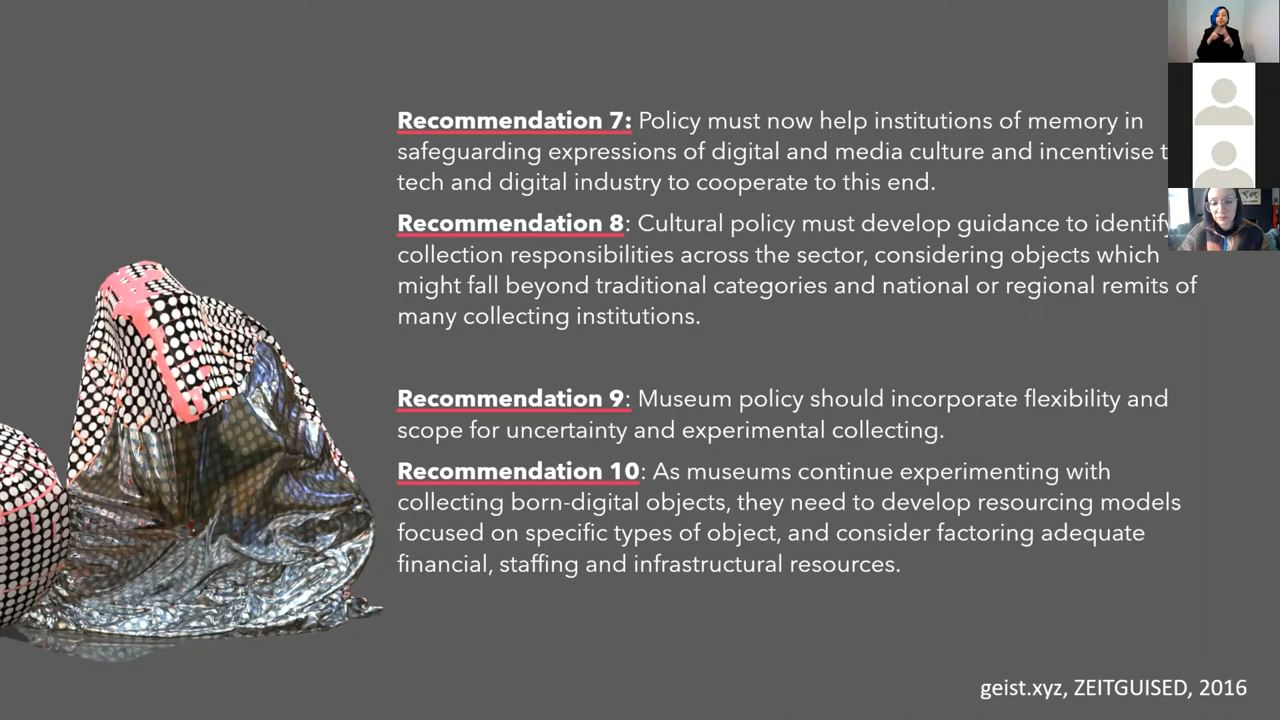 Recommendation 7: Policy must now help institutions of memory in
safeguarding expressions of digital and media culture and incentivise
tech and digital industry to cooperate to this end.
Recommendation 8: Cultural policy must develop guidance to identify
collection responsibilities across the sector, considering objects which
might fall beyond traditional categories and national or regional remits of
many collecting institutions.
Recommendation 9: Museum policy should incorporate flexibility and
scope for uncertainty and experimental collecting.
Recommendation 10: As museums continue experimenting with
collecting born-digital objects, they need to develop resourcing models
focused on specific types of object, and consider factoring adequate
financial, staffing and infrastructural resources.
geist.xyz, ZEITGUISED, 2016